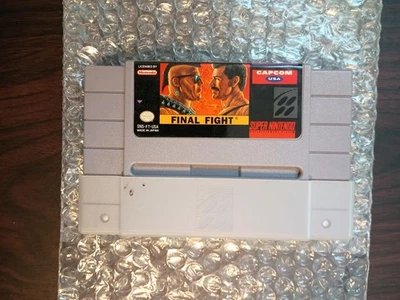 LICENSED BY
Nintendo
CAPCOM
USA
FINAL FIGHT
SNS-FT-USA
MADE IN JAPAN
SUPER NINTENDO